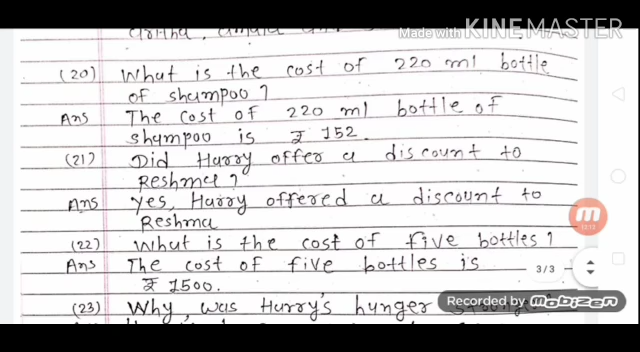 Made with KINEMASTER
(20) What is the cost of 220 ml bottle
of shampoo ?
Ans The cost of 220 ml bottle of
shampoo is ₹ 152.
(21) Did Harry offer a discount to
Reshma ?
Ans Yes, Harry offered a discount to
Reshma
(22) What is the cost of five bottles ?
Ans The cost of five bottles is
₹ 1500.
3/3
(23) Why was Harry's hunger
Recorded by mobizen